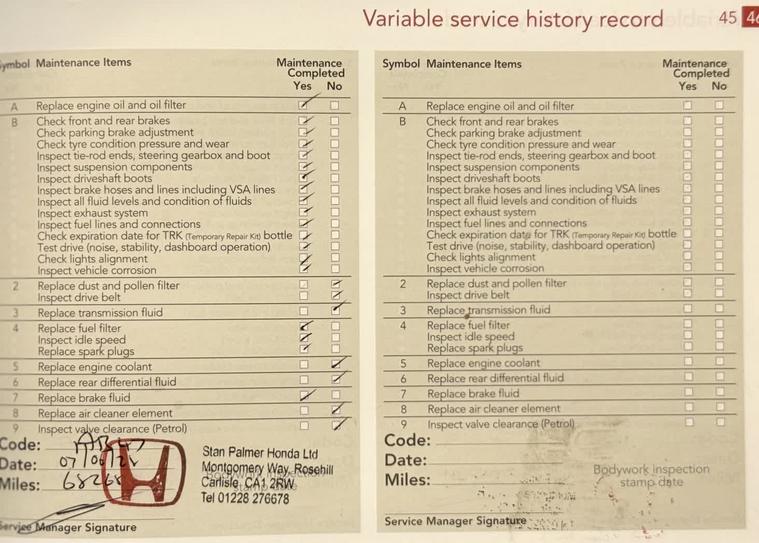 Variable service history record 45 46
Symbol Maintenance Items Maintenance Completed Yes No
A Replace engine oil and oil filter
B Check front and rear brakes
Check parking brake adjustment
Check tyre condition pressure and wear
Inspect tie-rod ends, steering gearbox and boot
Inspect suspension components
Inspect driveshaft boots
Inspect brake hoses and lines including VSA lines
Inspect all fluid levels and condition of fluids
Inspect exhaust system
Inspect fuel lines and connections
Check expiration date for TRK (Temporary Repair Kit) bottle
Test drive (noise, stability, dashboard operation)
Check lights alignment
Inspect vehicle corrosion
2 Replace dust and pollen filter
Inspect drive belt
3 Replace transmission fluid
4 Replace fuel filter
Inspect idle speed
Replace spark plugs
5 Replace engine coolant
6 Replace rear differential fluid
7 Replace brake fluid
8 Replace air cleaner element
9 Inspect valve clearance (Petrol)
Code:
Date: 07/06/21
Miles:
Stan Palmer Honda Ltd
Montgomery Way, Rosehill
Carlisle, CA1 2RW
Tel 01228 276678
Service Manager Signature
Symbol Maintenance Items Maintenance Completed Yes No
A Replace engine oil and oil filter
B Check front and rear brakes
Check parking brake adjustment
Check tyre condition pressure and wear
Inspect tie-rod ends, steering gearbox and boot
Inspect suspension components
Inspect driveshaft boots
Inspect brake hoses and lines including VSA lines
Inspect all fluid levels and condition of fluids
Inspect exhaust system
Inspect fuel lines and connections
Check expiration date for TRK (Temporary Repair Kit) bottle
Test drive (noise, stability, dashboard operation)
Check lights alignment
Inspect vehicle corrosion
2 Replace dust and pollen filter
Inspect drive belt
3 Replace transmission fluid
4 Replace fuel filter
Inspect idle speed
Replace spark plugs
5 Replace engine coolant
6 Replace rear differential fluid
7 Replace brake fluid
8 Replace air cleaner element
9 Inspect valve clearance (Petrol)
Code:
Date:
Miles:
Bodywork inspection
stamp date
Service Manager Signature